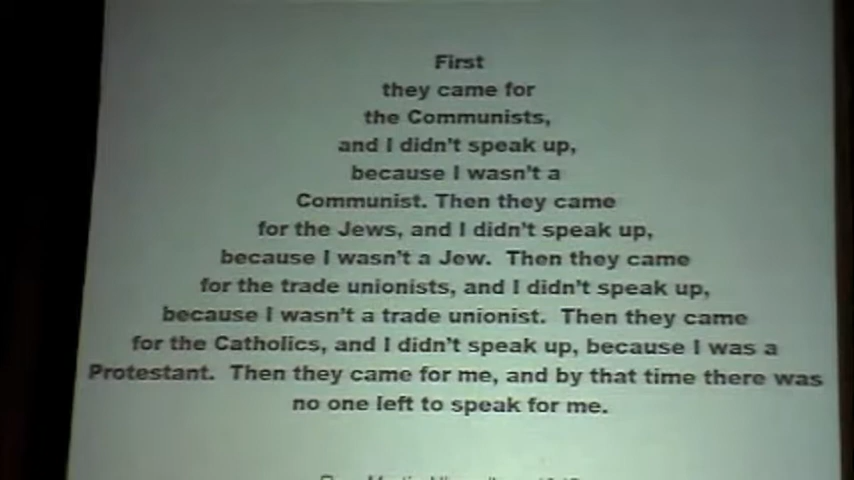 First
they came for
the Communists,
and I didn't speak up,
because I wasn't a
Communist. Then they came
for the Jews, and I didn't speak up,
because I wasn't a Jew. Then they came
for the trade unionists, and I didn't speak up,
because I wasn't a trade unionist. Then they came
for the Catholics, and I didn't speak up, because I was a
Protestant. Then they came for me, and by that time there was
no one left to speak for me.